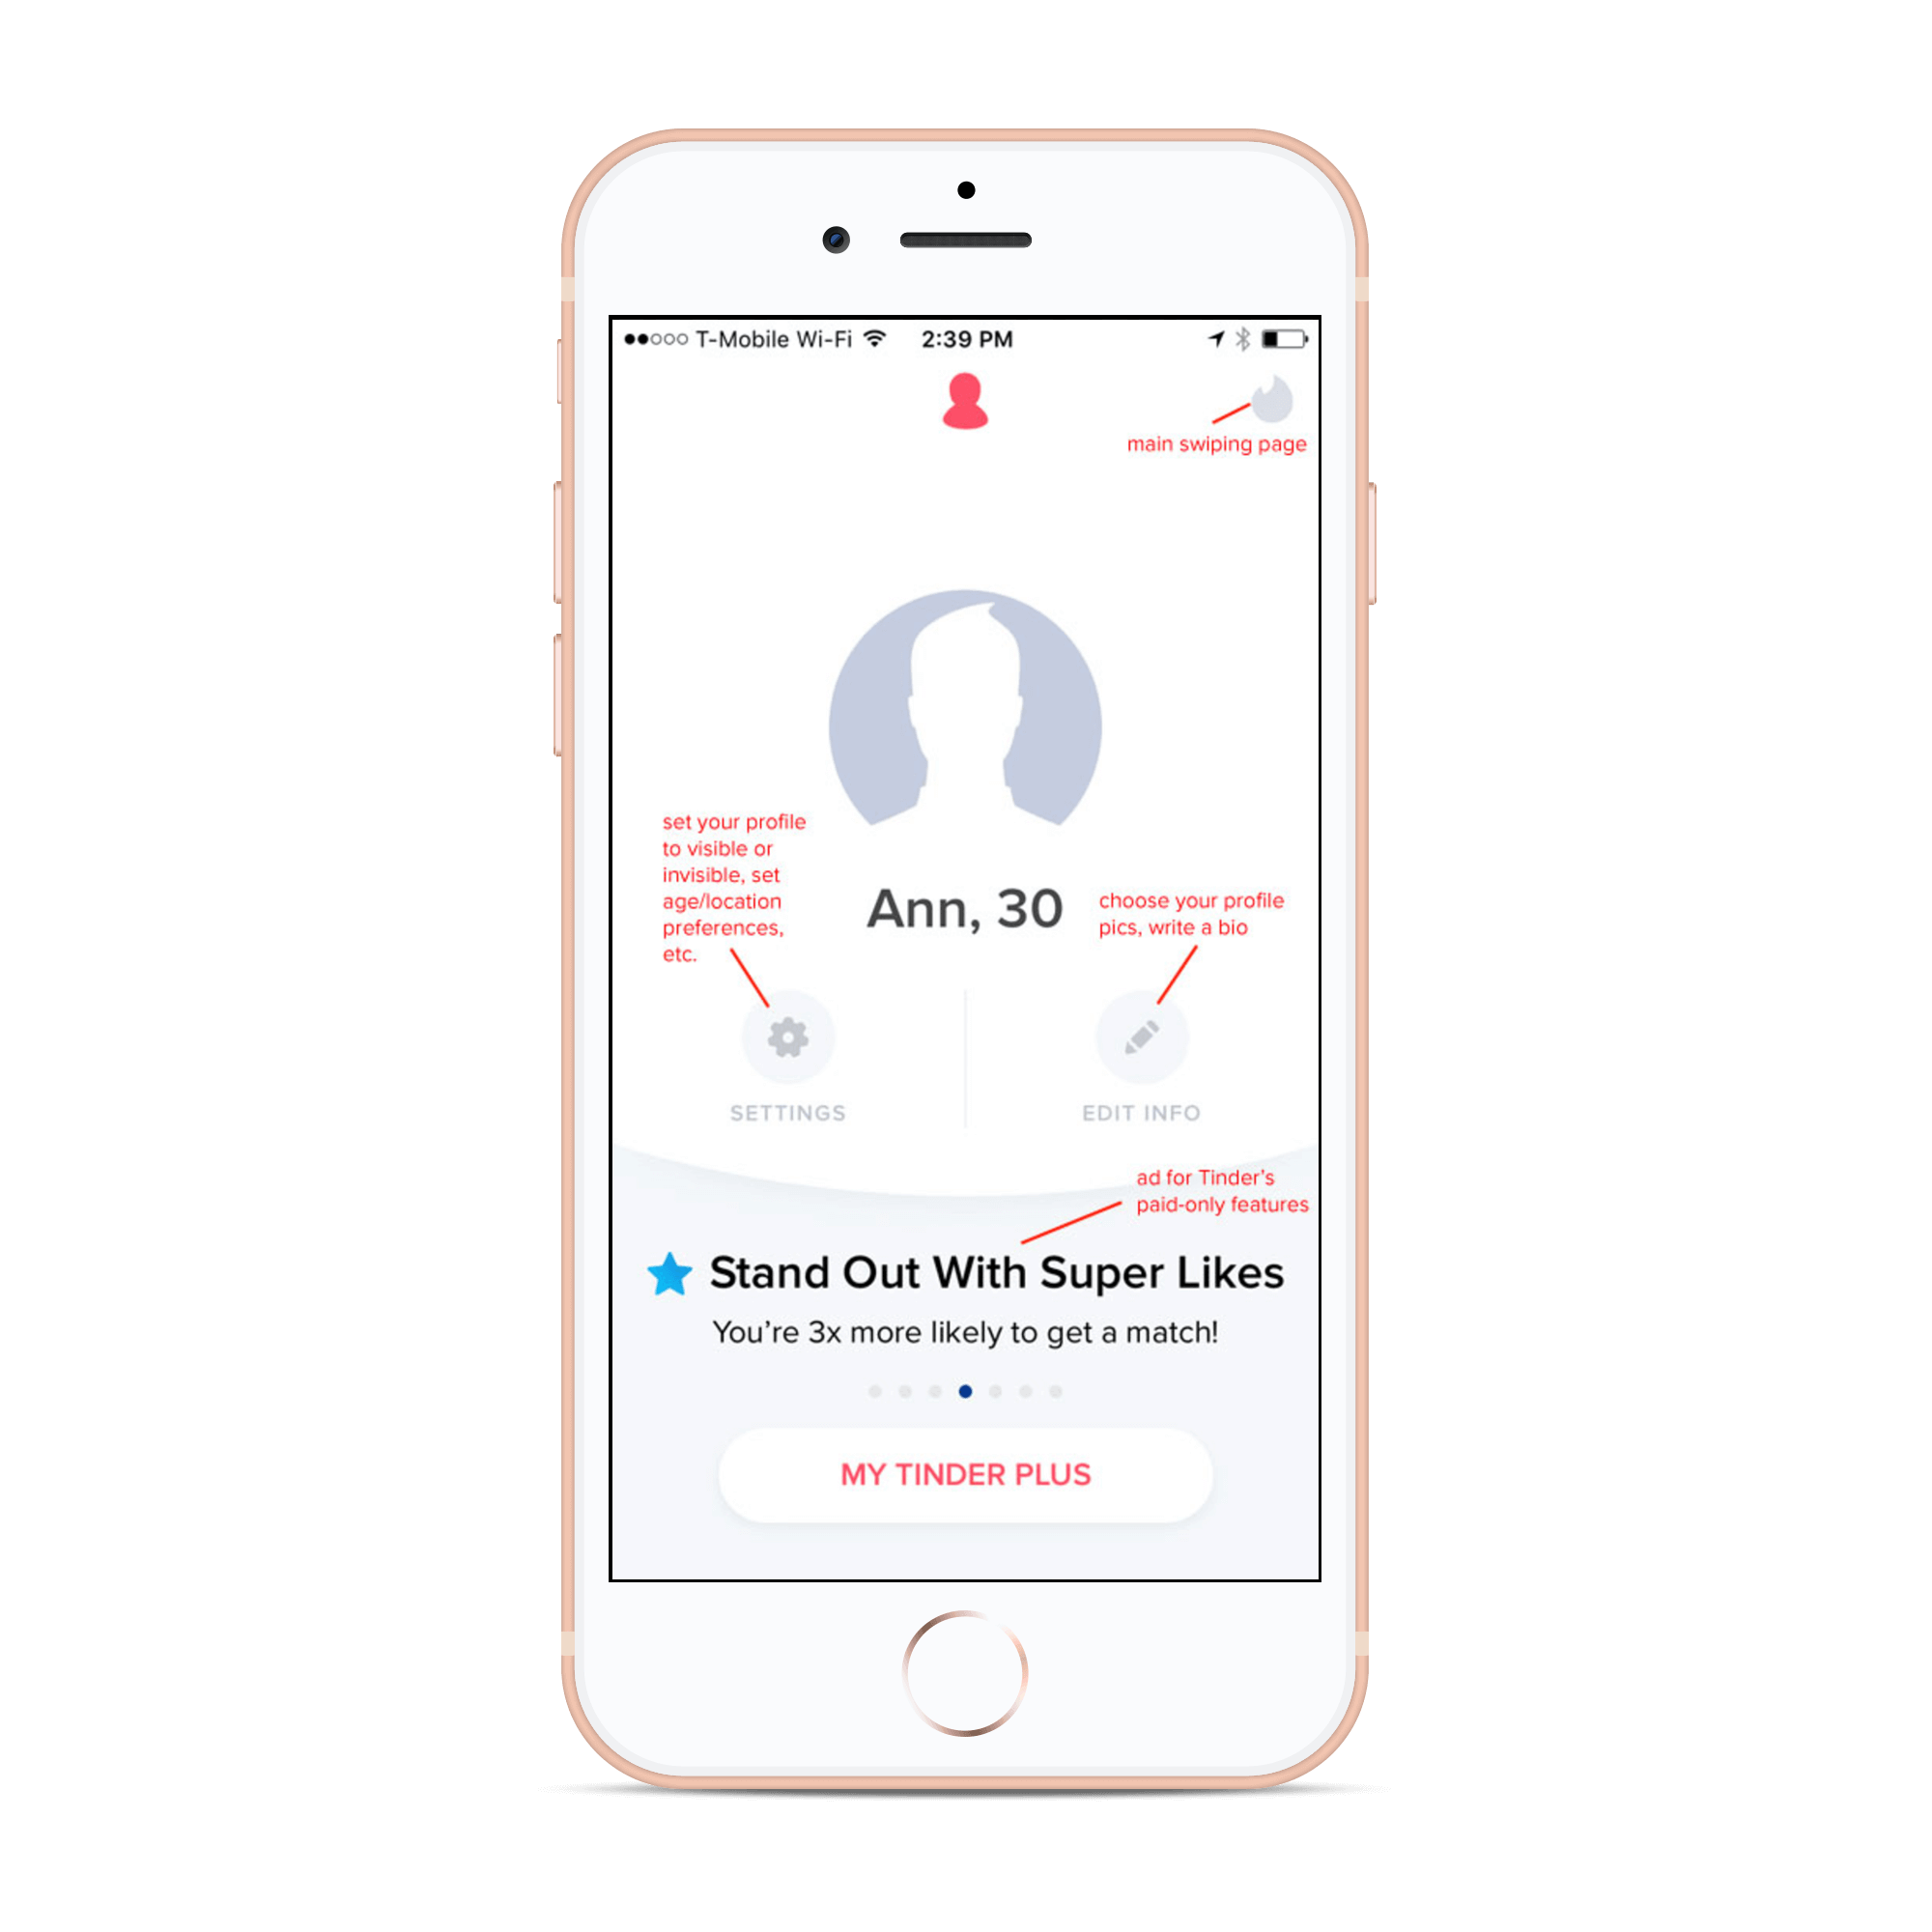 T-Mobile Wi-Fi 2:39 PM
main swiping page
set your profile
to visible or
invisible, set
age/location
preferences,
etc.
Ann, 30
choose your profile
pics, write a bio
SETTINGS
EDIT INFO
ad for Tinder’s
paid-only features
Stand Out With Super Likes
You’re 3x more likely to get a match!
MY TINDER PLUS